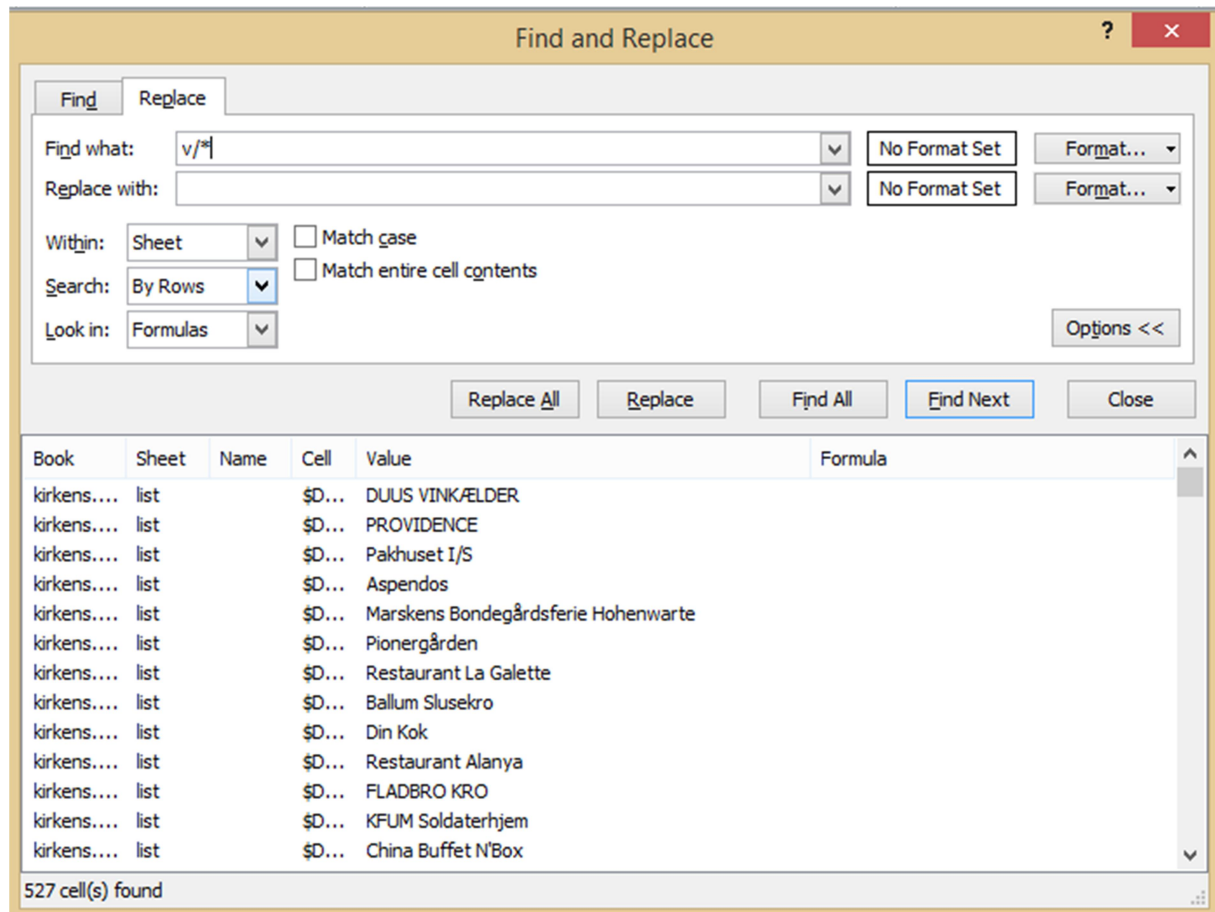 Find and Replace ? ×
Find Replace
Find what: v/* No Format Set Format...
Replace with: No Format Set Format...
Within: Sheet Match case
Match entire cell contents
Search: By Rows
Look in: Formulas Options <<
Replace All Replace Find All Find Next Close
Book Sheet Name Cell Value Formula
kirkens.... list $D... DUUS VINKÆLDER
kirkens.... list $D... PROVIDENCE
kirkens.... list $D... Pakhuset I/S
kirkens.... list $D... Aspendos
kirkens.... list $D... Marskens Bondegårdsferie Hohenwarte
kirkens.... list $D... Pionergården
kirkens.... list $D... Restaurant La Galette
kirkens.... list $D... Ballum Slusekro
kirkens.... list $D... Din Kok
kirkens.... list $D... Restaurant Alanya
kirkens.... list $D... FLADBRO KRO
kirkens.... list $D... KFUM Soldaterhjem
kirkens.... list $D... China Buffet N'Box
527 cell(s) found